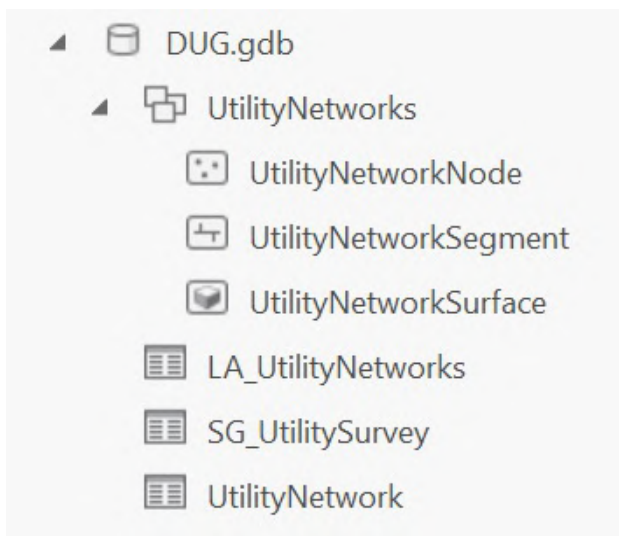 DUG.gdb
UtilityNetworks
UtilityNetworkNode
UtilityNetworkSegment
UtilityNetworkSurface
LA_UtilityNetworks
SG_UtilitySurvey
UtilityNetwork